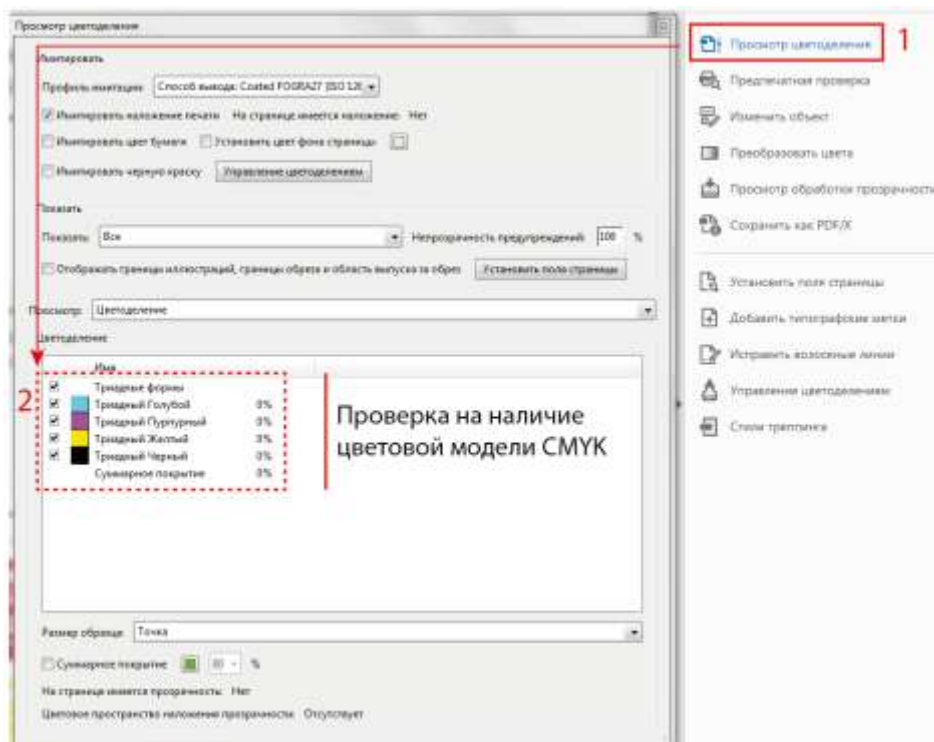 Просмотр цветоделения
Имитировать
Профиль имитации: Способ вывода: Coated FOGRA27 (ISO 126
Имитировать наложение печати На странице имеется наложение: Нет
Имитировать цвет бумаги Установить цвет фона страницы
Имитировать черную краску Управление цветоделением
Показать
Показать: Все Непрозрачность предупреждений: 100 %
Отображать границы иллюстраций, границы обреза и область выпуска за обрез Установить поля страницы
Просмотр: Цветоделение
Цветоделение
Имя
2
Триадные формы
Триадный Голубой 0%
Триадный Пурпурный 0%
Триадный Желтый 0%
Триадный Черный 0%
Суммарное покрытие 0%
Проверка на наличие
цветовой модели CMYK
Размер образца: Точка
Суммарное покрытие %
На странице имеется прозрачность: Нет
Цветовое пространство наложения прозрачности: Отсутствует
Просмотр цветоделения 1
Предпечатная проверка
Изменить объект
Преобразовать цвета
Просмотр обработки прозрачности
Сохранить как PDF/X
Установить поля страницы
Добавить типографские метки
Исправить волосяные линии
Управление цветоделением
Стили треппинга